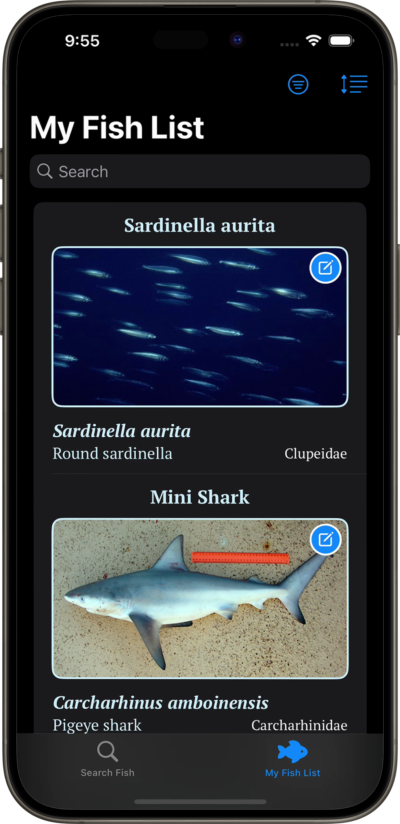 9:55
My Fish List
Search
Sardinella aurita
Sardinella aurita
Round sardinella Clupeidae
Mini Shark
Carcharhinus amboinensis
Pigeye shark Carcharhinidae
Search Fish My Fish List